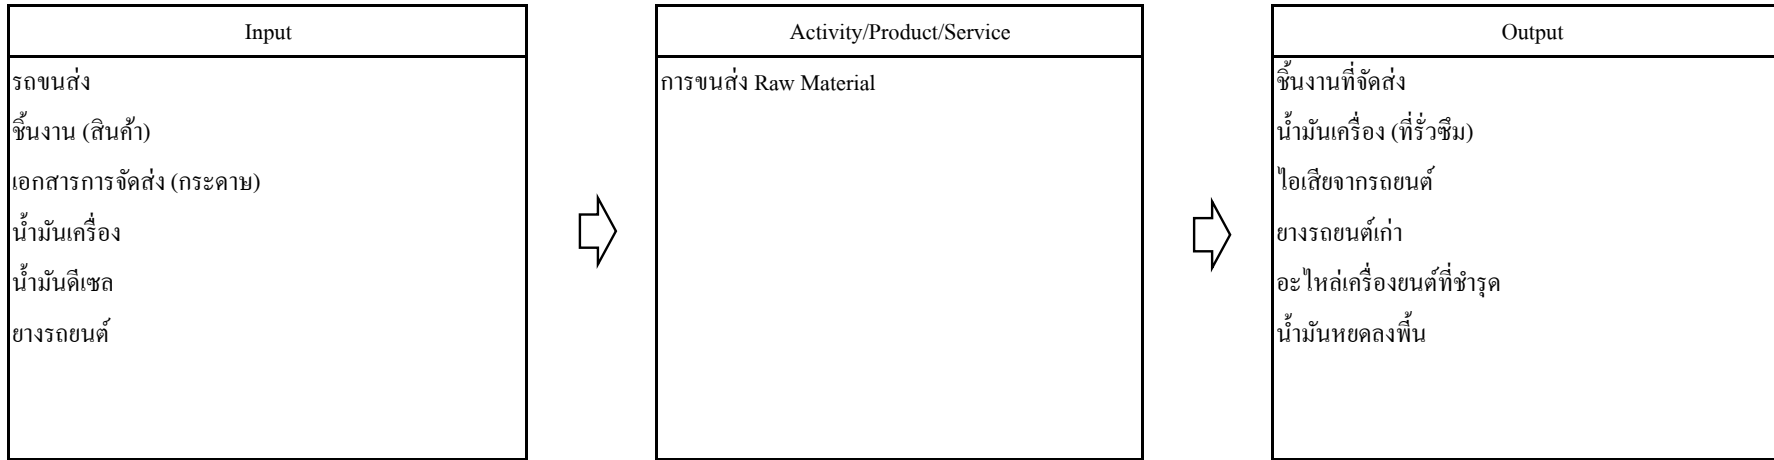 Input
รถขนส่ง
ชิ้นงาน (สินค้า)
เอกสารการจัดส่ง (กระดาษ)
น้ำมันเครื่อง
น้ำมันดีเซล
ยางรถยนต์
Activity/Product/Service
การขนส่ง Raw Material
Output
ชิ้นงานที่จัดส่ง
น้ำมันเครื่อง (ที่รั่วซึม)
ไอเสียจากรถยนต์
ยางรถยนต์เก่า
อะไหล่เครื่องยนต์ที่ชำรุด
น้ำมันหยดลงพื้น